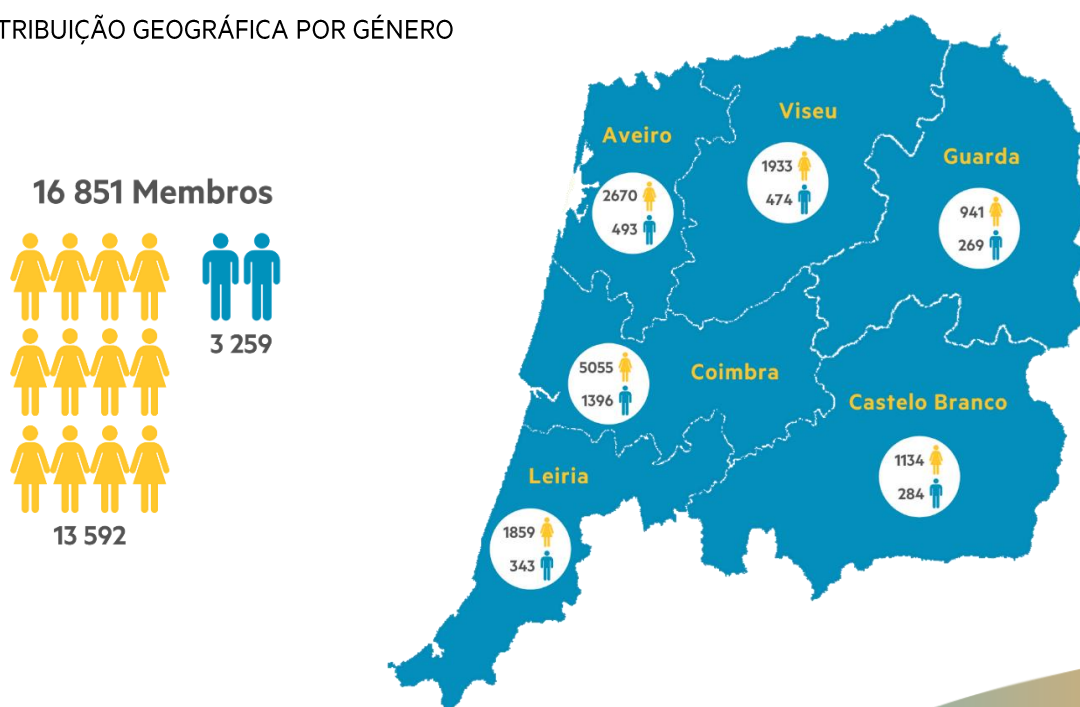 TRIBUIÇÃO GEOGRÁFICA POR GÉNERO
16 851 Membros
3 259
13 592
Aveiro
2670
493
Viseu
1933
474
Guarda
941
269
Coimbra
5055
1396
Castelo Branco
1134
284
Leiria
1859
343